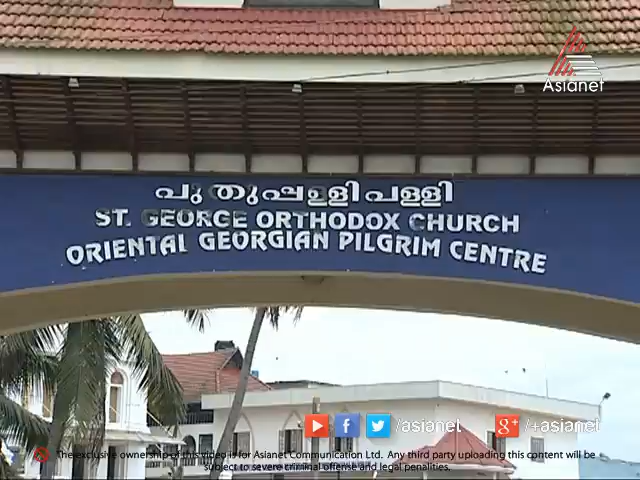 Asianet
പുതുപ്പള്ളിപള്ളി
ST. GEORGE ORTHODOX CHURCH
ORIENTAL GEORGIAN PILGRIM CENTRE
/asianet
/+asianet
The exclusive ownership of this video is for Asianet Communication Ltd. Any third party uploading this content will be
subject to severe criminal offense and legal penalities.